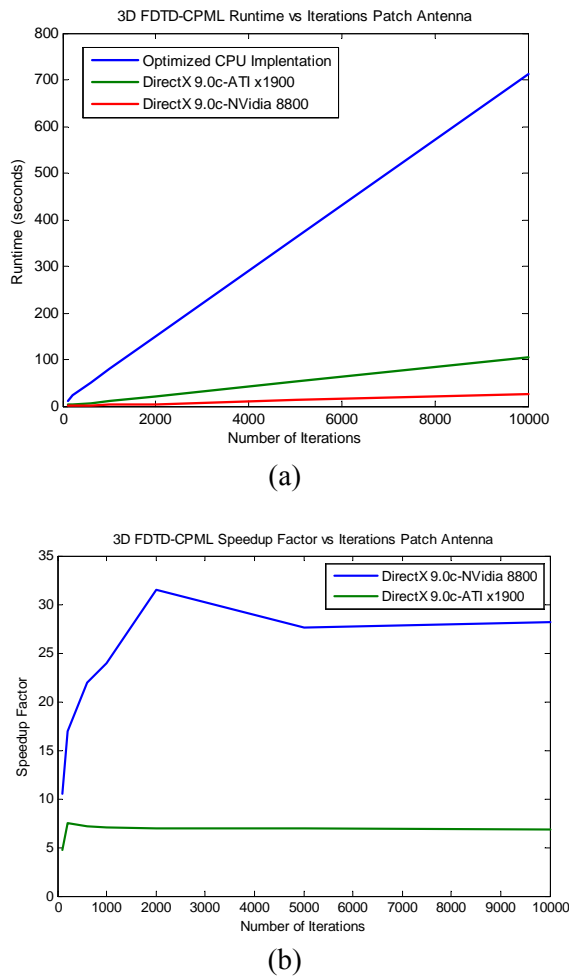 3D FDTD-CPML Runtime vs Iterations Patch Antenna
800
700
600
500
400
300
200
100
0
Runtime (seconds)
Optimized CPU Implentation
DirectX 9.0c-ATI x1900
DirectX 9.0c-NVidia 8800
0 2000 4000 6000 8000 10000
Number of Iterations
(a)
3D FDTD-CPML Speedup Factor vs Iterations Patch Antenna
35
30
25
20
15
10
5
0
Speedup Factor
DirectX 9.0c-NVidia 8800
DirectX 9.0c-ATI x1900
0 1000 2000 3000 4000 5000 6000 7000 8000 9000 10000
Number of Iterations
(b)